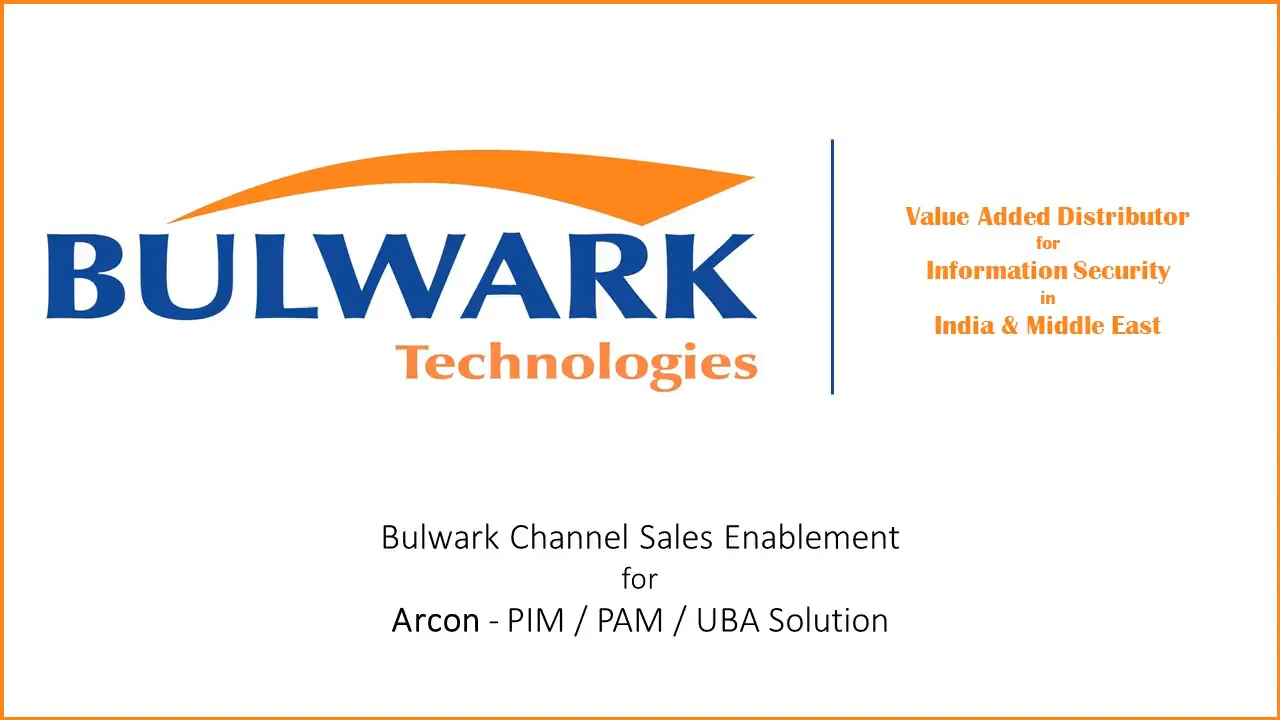 BULWARK
Technologies
Value Added Distributor
for
Information Security
in
India & Middle East
Bulwark Channel Sales Enablement
for
Arcon - PIM / PAM / UBA Solution